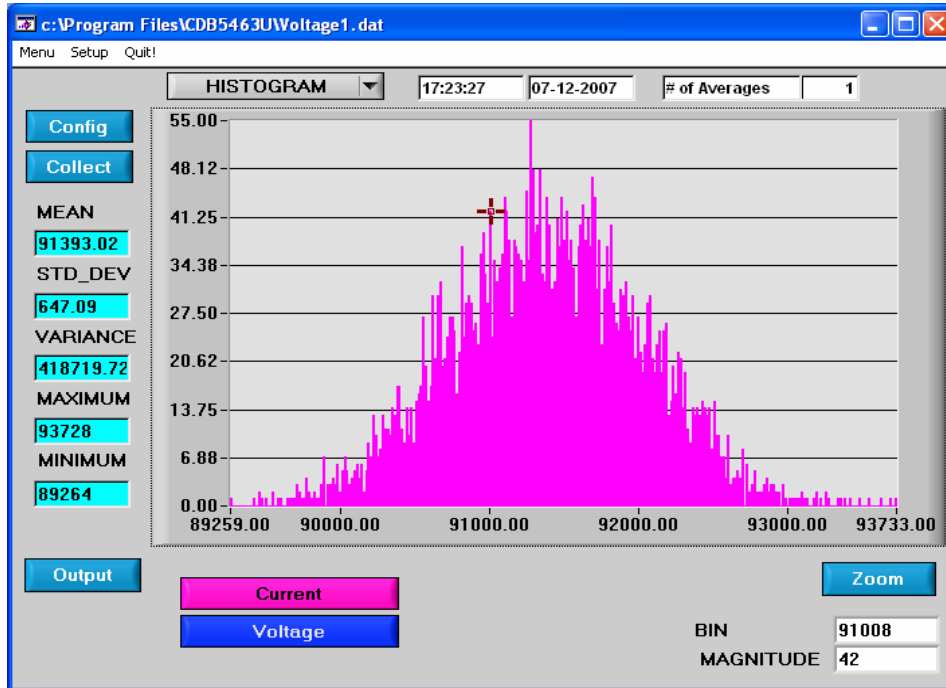 c:\Program Files\CDB5463U\Voltage1.dat
Menu Setup Quit!
HISTOGRAM 17:23:27 07-12-2007 # of Averages 1
Config
Collect
MEAN
91393.02
STD_DEV
647.09
VARIANCE
418719.72
MAXIMUM
93728
MINIMUM
89264
55.00
48.12
41.25
34.38
27.50
20.62
13.75
6.88
0.00
89259.00 90000.00 91000.00 92000.00 93000.00 93733.00
Output
Current
Voltage
Zoom
BIN 91008
MAGNITUDE 42